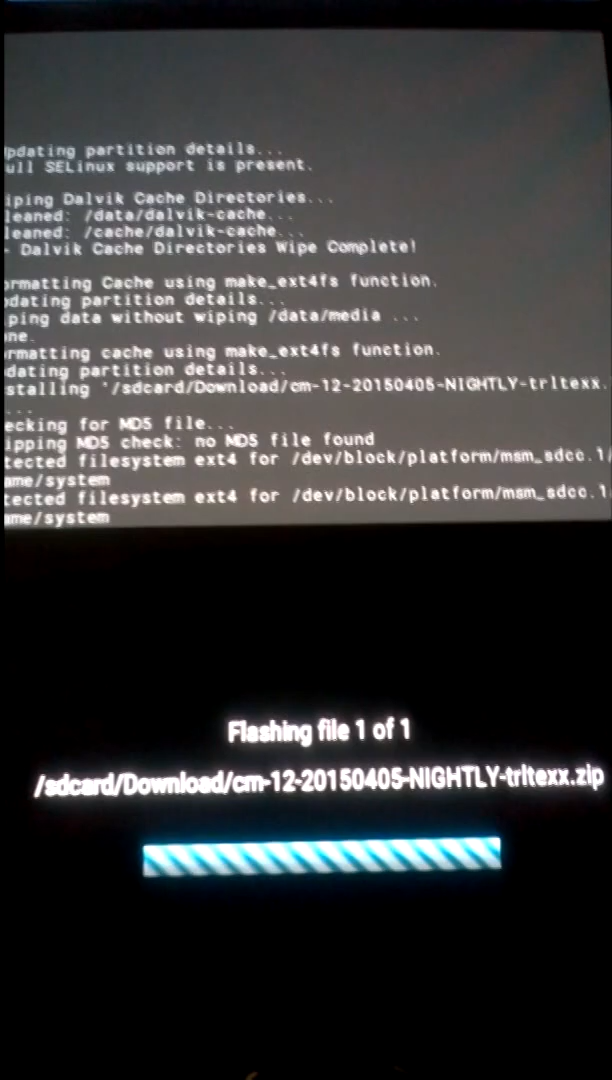 pdating partition details...
ull SELinux support is present.
iping Dalvik Cache Directories...
leaned: /data/dalvik-cache...
leaned: /cache/dalvik-cache...
- Dalvik Cache Directories Wipe Complete!
ormatting Cache using make_ext4fs function.
pdating partition details...
ping data without wiping /data/media ...
ne.
rmatting cache using make_ext4fs function.
dating partition details...
stalling '/sdcard/Download/cm-12-20150405-NIGHTLY-trltexx.
...
ecking for MD5 file...
ipping MD5 check: no MD5 file found
tected filesystem ext4 for /dev/block/platform/msm_sdcc.1/
ame/system
tected filesystem ext4 for /dev/block/platform/msm_sdcc.1
ame/system
Flashing file 1 of 1
/sdcard/Download/cm-12-20150405-NIGHTLY-trltexx.zip